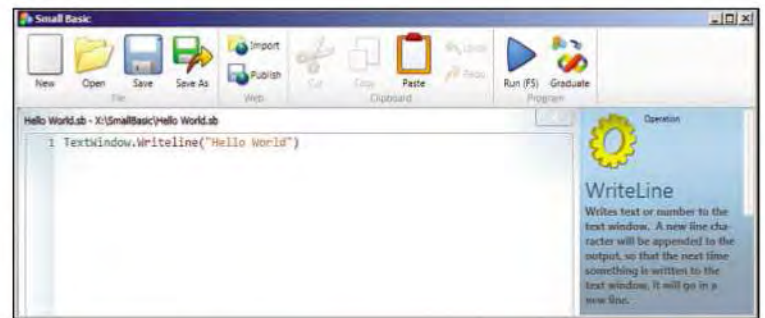 Small Basic
New
Open
Save
Save As
File
Import
Publish
Web
Cut
Copy
Paste
Undo
Redo
Clipboard
Run (F5)
Graduate
Program
Hello World.sb - X:\SmallBasic\Hello World.sb
1 TextWindow.Writeline("Hello World")
Operation
WriteLine
Writes text or number to the
text window. A new line cha-
racter will be appended to the
output, so that the next time
something is written to the
text window, it will go in a
new line.